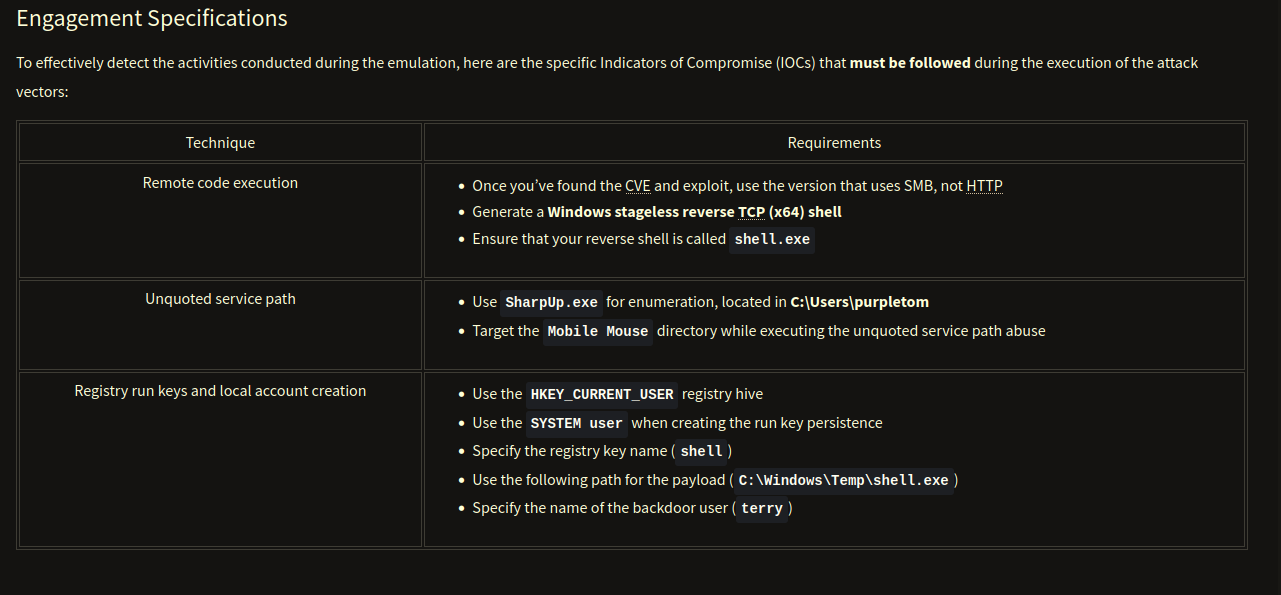 Engagement Specifications
To effectively detect the activities conducted during the emulation, here are the specific Indicators of Compromise (IOCs) that must be followed during the execution of the attack
vectors:
Technique
Requirements
Remote code execution
Once you’ve found the CVE and exploit, use the version that uses SMB, not HTTP
Generate a Windows stageless reverse TCP (x64) shell
Ensure that your reverse shell is called shell.exe
Unquoted service path
Use SharpUp.exe for enumeration, located in C:\Users\purpletom
Target the Mobile Mouse directory while executing the unquoted service path abuse
Registry run keys and local account creation
Use the HKEY_CURRENT_USER registry hive
Use the SYSTEM user when creating the run key persistence
Specify the registry key name ( shell )
Use the following path for the payload ( C:\Windows\Temp\shell.exe )
Specify the name of the backdoor user ( terry )